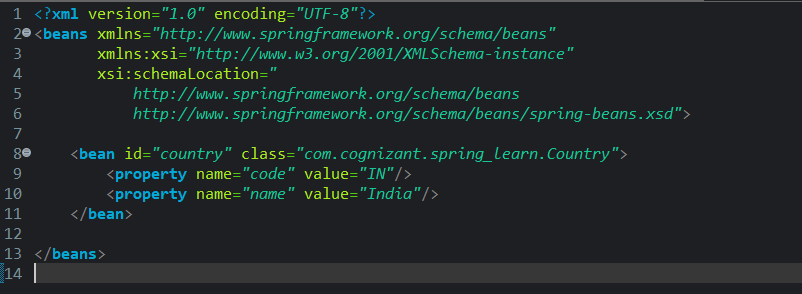 1 <?xml version="1.0" encoding="UTF-8"?>
2 <beans xmlns="http://www.springframework.org/schema/beans"
3        xmlns:xsi="http://www.w3.org/2001/XMLSchema-instance"
4        xsi:schemaLocation="
5            http://www.springframework.org/schema/beans
6            http://www.springframework.org/schema/beans/spring-beans.xsd">
7
8     <bean id="country" class="com.cognizant.spring_learn.Country">
9         <property name="code" value="IN"/>
10         <property name="name" value="India"/>
11     </bean>
12
13 </beans>
14